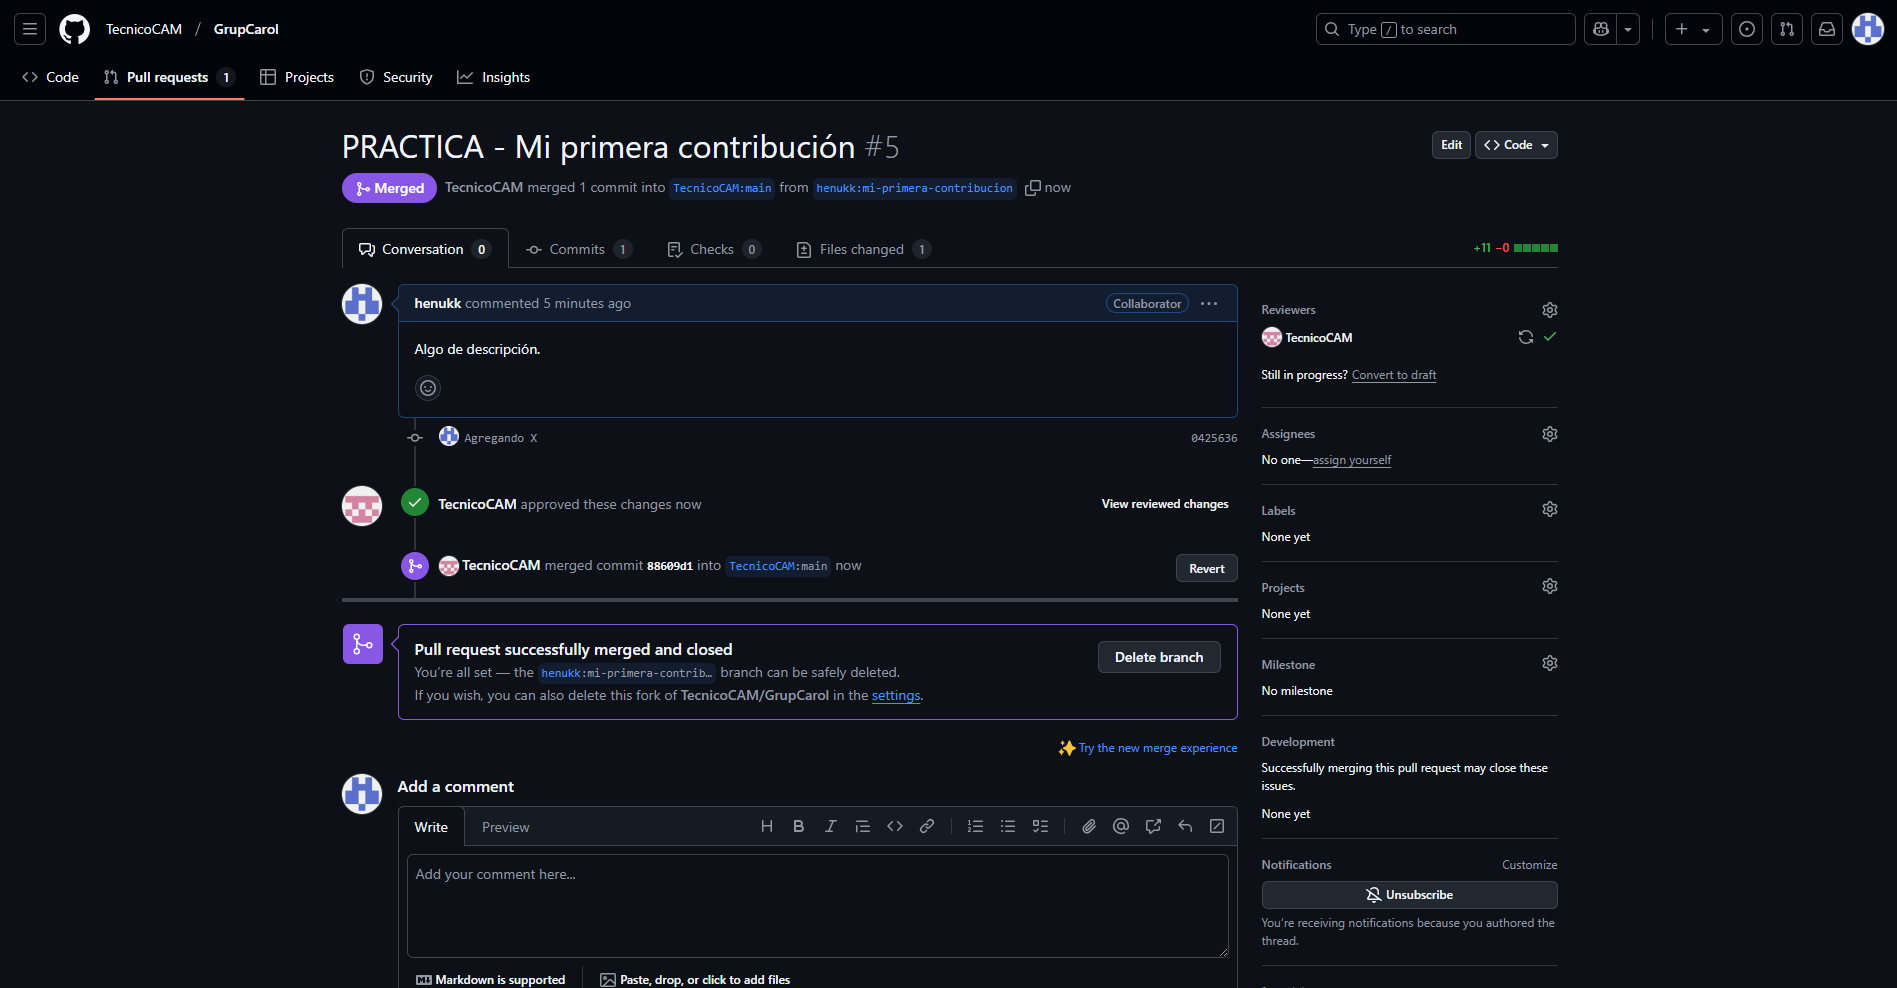 TecnicoCAM / GrupCarol
Type / to search
Code
Pull requests 1
Projects
Security
Insights
PRACTICA - Mi primera contribución #5
Edit
Code
Merged
TecnicoCAM merged 1 commit into TecnicoCAM:main from henukk:mi-primera-contribucion now
Conversation 0
Commits 1
Checks 0
Files changed 1
+11 −0
henukk commented 5 minutes ago
Collaborator
Algo de descripción.
Agregando X
0425636
TecnicoCAM approved these changes now
View reviewed changes
TecnicoCAM merged commit 88609d1 into TecnicoCAM:main now
Revert
Pull request successfully merged and closed
You're all set — the henukk:mi-primera-contrib… branch can be safely deleted.
If you wish, you can also delete this fork of TecnicoCAM/GrupCarol in the settings.
Delete branch
Try the new merge experience
Add a comment
Write
Preview
Add your comment here...
Markdown is supported
Paste, drop, or click to add files
Reviewers
TecnicoCAM
Still in progress? Convert to draft
Assignees
No one—assign yourself
Labels
None yet
Projects
None yet
Milestone
No milestone
Development
Successfully merging this pull request may close these
issues.
None yet
Notifications
Customize
Unsubscribe
You're receiving notifications because you authored the
thread.